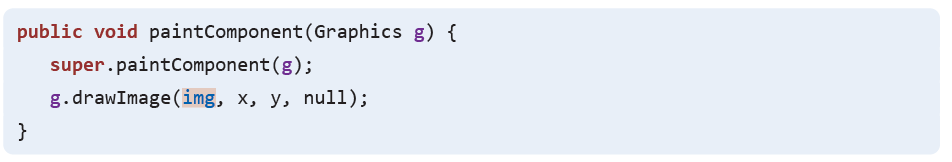 public void paintComponent(Graphics g) {
   super.paintComponent(g);
   g.drawImage(img, x, y, null);
}